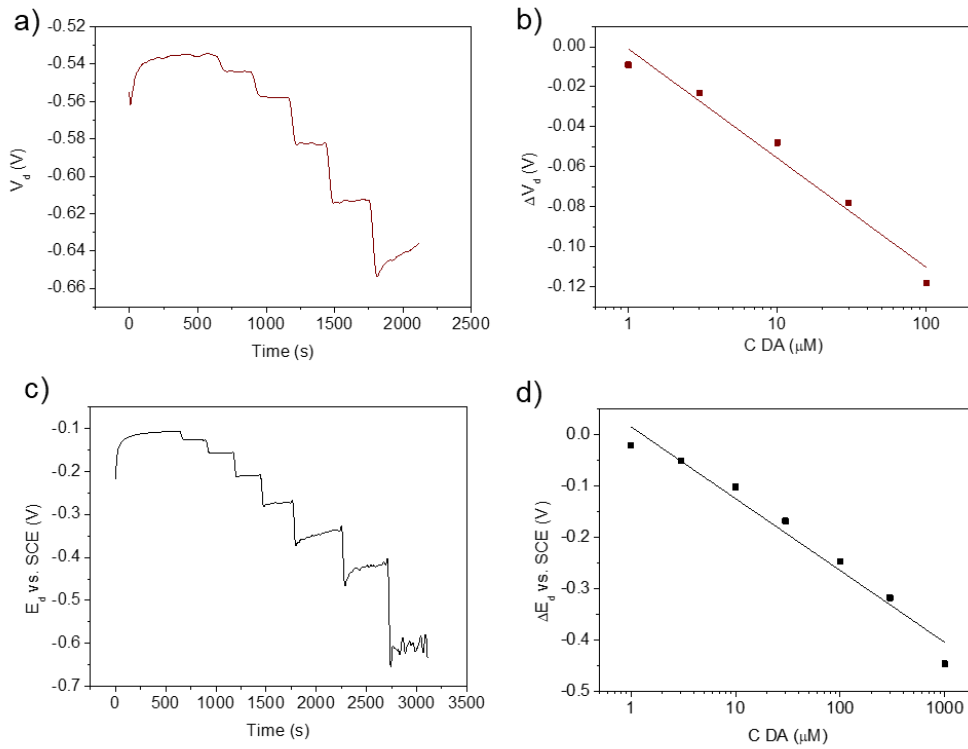 a)
-0.52
-0.54
-0.56
-0.58
-0.60
-0.62
-0.64
-0.66
V_d (V)
0 500 1000 1500 2000 2500
Time (s)
b)
0.00
-0.02
-0.04
-0.06
-0.08
-0.10
-0.12
ΔV_d (V)
1 10 100
C DA (μM)
c)
-0.1
-0.2
-0.3
-0.4
-0.5
-0.6
-0.7
E_d vs. SCE (V)
0 500 1000 1500 2000 2500 3000 3500
Time (s)
d)
0.0
-0.1
-0.2
-0.3
-0.4
-0.5
ΔE_d vs. SCE (V)
1 10 100 1000
C DA (μM)